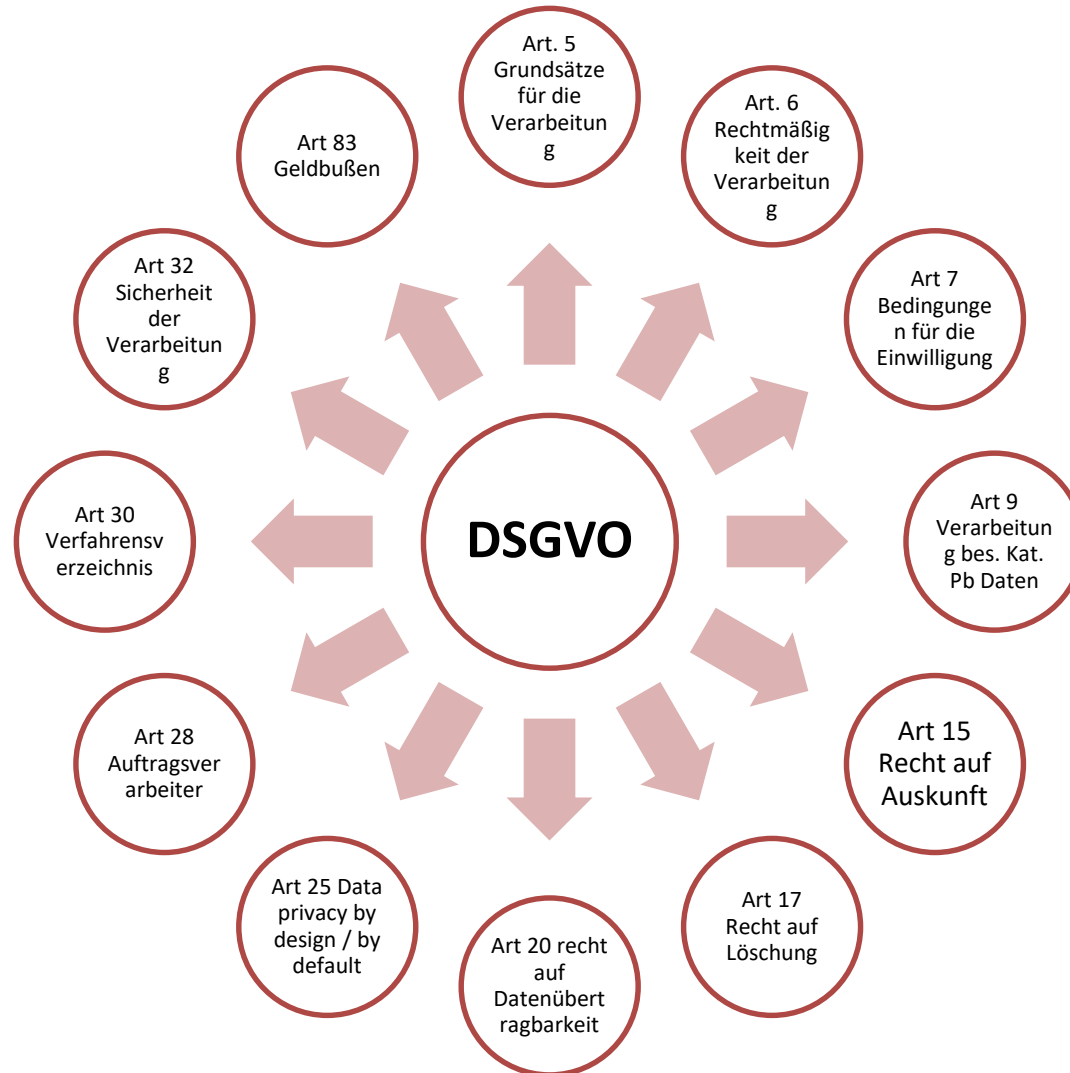 Art. 5
Grundsätze
für die
Verarbeitun
g
Art. 6
Rechtmäßig
keit der
Verarbeitun
g
Art 7
Bedingunge
n für die
Einwilligung
Art 9
Verarbeitun
g bes. Kat.
Pb Daten
Art 15
Recht auf
Auskunft
Art 17
Recht auf
Löschung
Art 20 recht
auf
Datenübert
ragbarkeit
Art 25 Data
privacy by
design / by
default
Art 28
Auftragsver
arbeiter
Art 30
Verfahrensv
erzeichnis
Art 32
Sicherheit
der
Verarbeitun
g
Art 83
Geldbußen
DSGVO